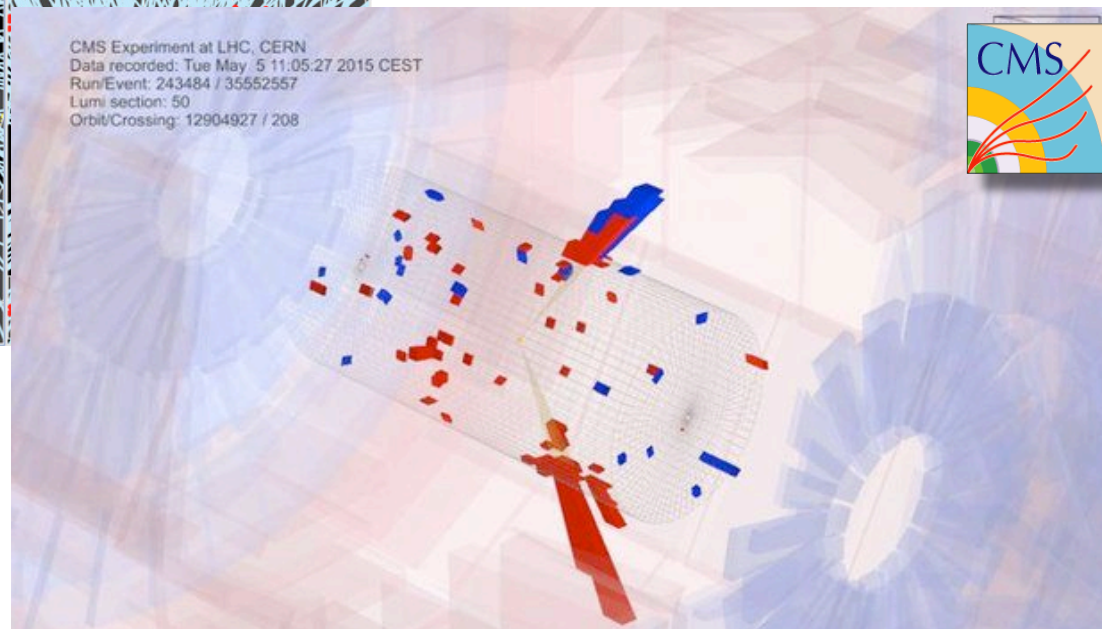 CMS Experiment at LHC, CERN
Data recorded: Tue May 5 11:05:27 2015 CEST
Run/Event: 243484 / 35552557
Lumi section: 50
Orbit/Crossing: 12904927 / 208
CMS